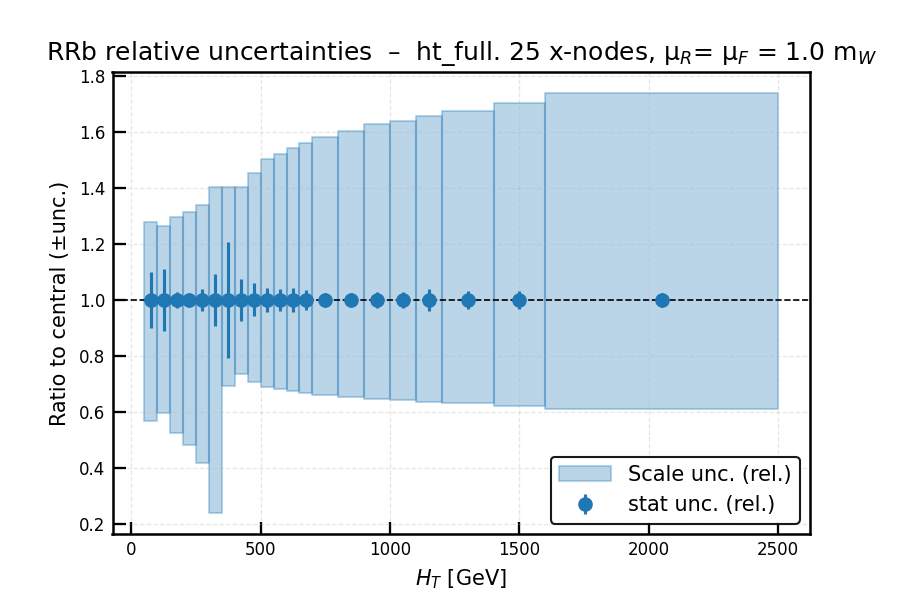 RRb relative uncertainties – ht_full. 25 x-nodes, μR= μF = 1.0 mW
Ratio to central (±unc.)
1.8
1.6
1.4
1.2
1.0
0.8
0.6
0.4
0.2
Scale unc. (rel.)
stat unc. (rel.)
0 500 1000 1500 2000 2500
HT [GeV]